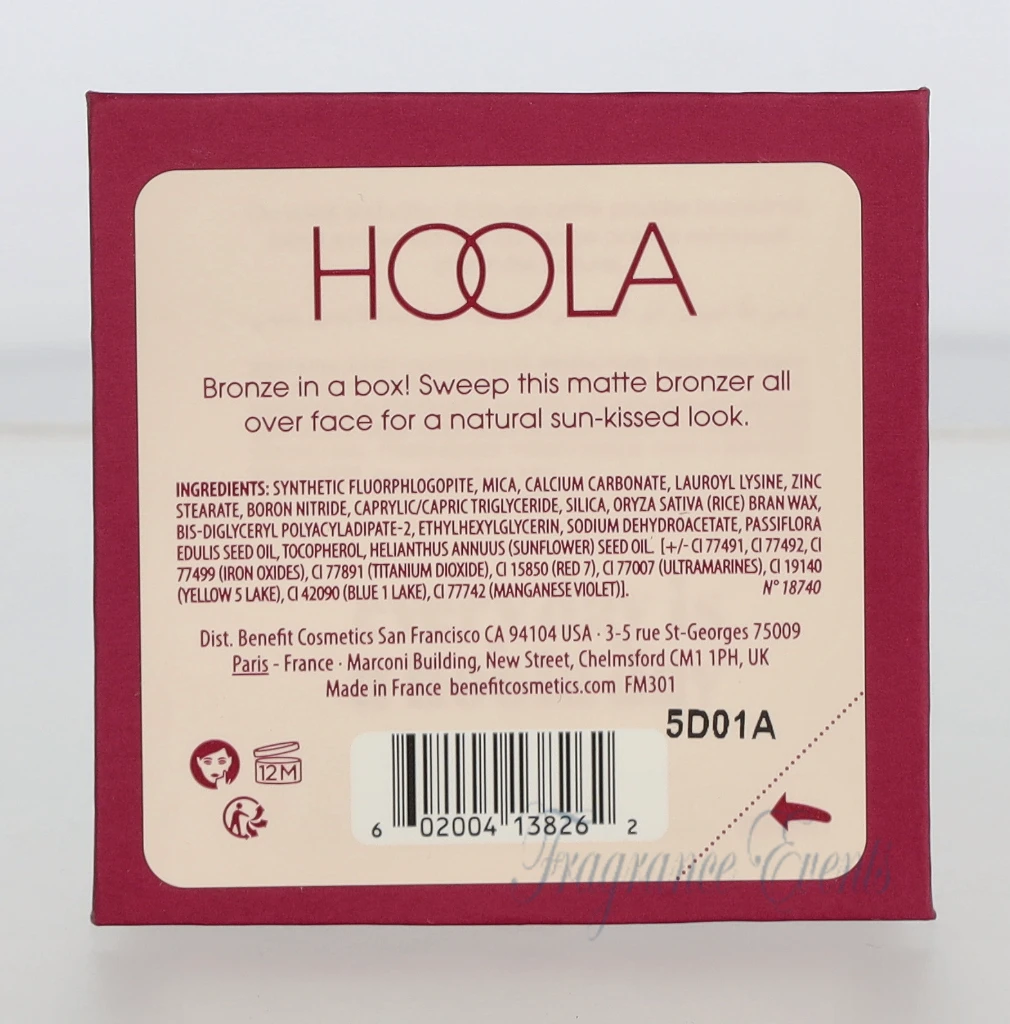 HOOLA
Bronze in a box! Sweep this matte bronzer all
over face for a natural sun-kissed look.
INGREDIENTS: SYNTHETIC FLUORPHLOGOPITE, MICA, CALCIUM CARBONATE, LAUROYL LYSINE, ZINC
STEARATE, BORON NITRIDE, CAPRYLIC/CAPRIC TRIGLYCERIDE, SILICA, ORYZA SATIVA (RICE) BRAN WAX,
BIS-DIGLYCERYL POLYACYLADIPATE-2, ETHYLHEXYLGLYCERIN, SODIUM DEHYDROACETATE, PASSIFLORA
EDULIS SEED OIL, TOCOPHEROL, HELIANTHUS ANNUUS (SUNFLOWER) SEED OIL. [+/- CI 77491, CI 77492, CI
77499 (IRON OXIDES), CI 77891 (TITANIUM DIOXIDE), CI 15850 (RED 7), CI 77007 (ULTRAMARINES), CI 19140
(YELLOW 5 LAKE), CI 42090 (BLUE 1 LAKE), CI 77742 (MANGANESE VIOLET)]. N° 18740
Dist. Benefit Cosmetics San Francisco CA 94104 USA · 3-5 rue St-Georges 75009
Paris - France · Marconi Building, New Street, Chelmsford CM1 1PH, UK
Made in France benefitcosmetics.com FM301
5D01A
12M
6 02004 13826 2
Fragrance Events